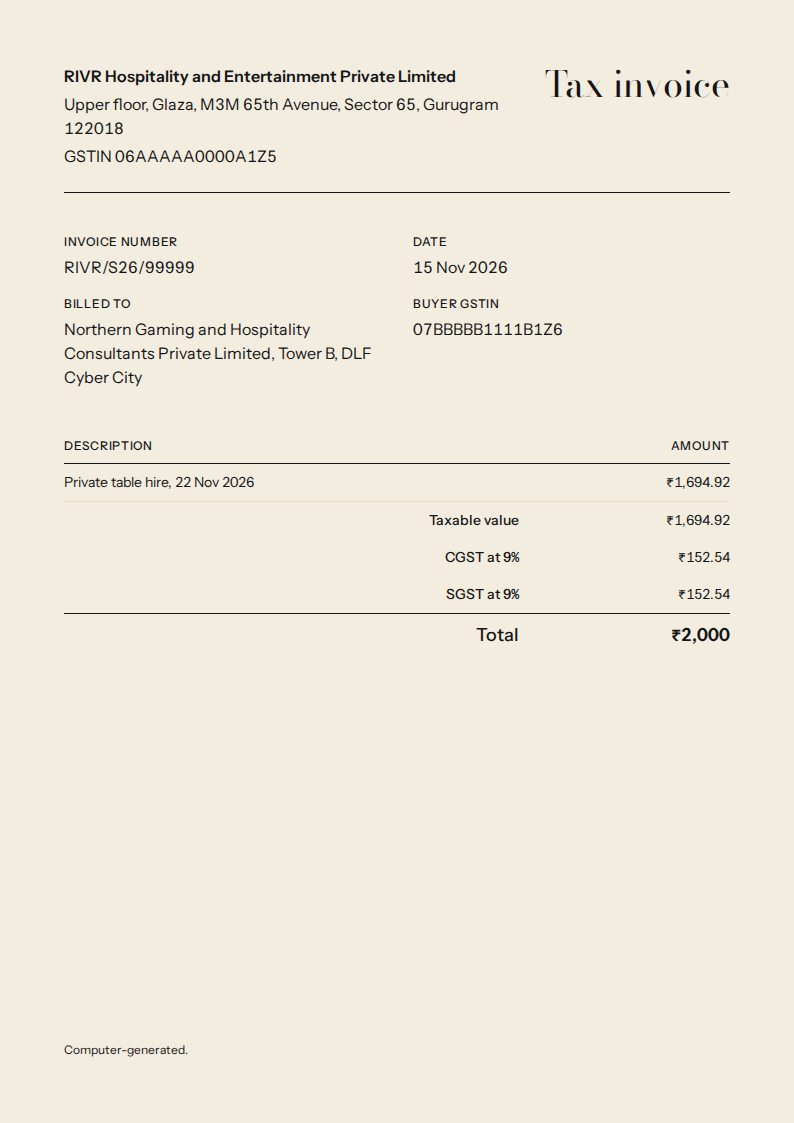 RIVR Hospitality and Entertainment Private Limited
Tax invoice
Upper floor, Glaza, M3M 65th Avenue, Sector 65, Gurugram
122018
GSTIN 06AAAAA0000A1Z5
INVOICE NUMBER
DATE
RIVR/S26/99999
15 Nov 2026
BILLED TO
BUYER GSTIN
Northern Gaming and Hospitality
07BBBBB1111B1Z6
Consultants Private Limited, Tower B, DLF
Cyber City
DESCRIPTION AMOUNT
Private table hire, 22 Nov 2026 ₹1,694.92
Taxable value ₹1,694.92
CGST at 9% ₹152.54
SGST at 9% ₹152.54
Total ₹2,000
Computer-generated.